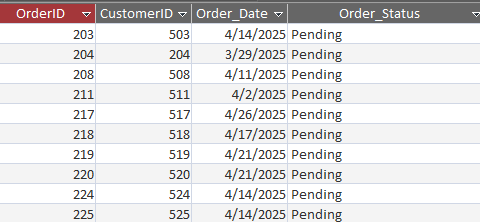 OrderID CustomerID Order_Date Order_Status
203 503 4/14/2025 Pending
204 204 3/29/2025 Pending
208 508 4/11/2025 Pending
211 511 4/2/2025 Pending
217 517 4/26/2025 Pending
218 518 4/17/2025 Pending
219 519 4/21/2025 Pending
220 520 4/21/2025 Pending
224 524 4/14/2025 Pending
225 525 4/14/2025 Pending